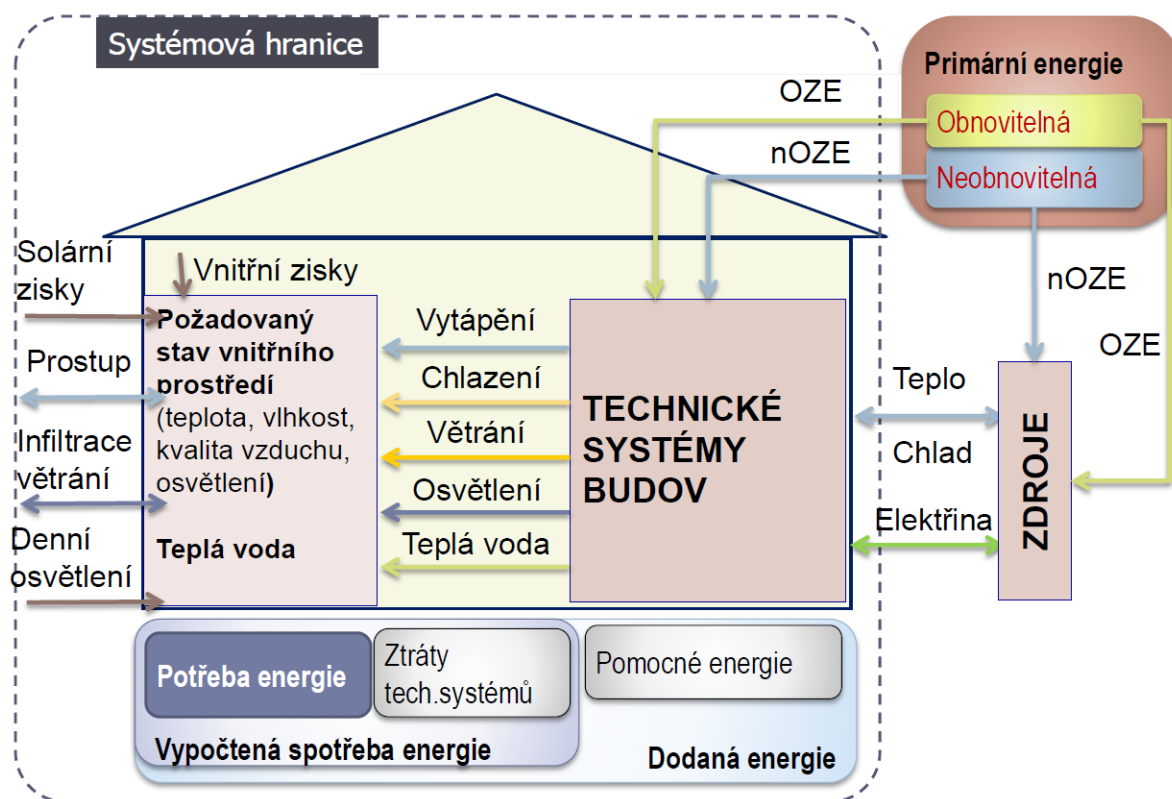 Systémová hranice
Primární energie
OZE
Obnovitelná
nOZE
Neobnovitelná
Solární
zisky
Vnitřní zisky
nOZE
OZE
Požadovaný
stav vnitřního
prostředí
(teplota, vlhkost,
kvalita vzduchu,
osvětlení)
Teplá voda
Prostup
Infiltrace
větrání
Denní
osvětlení
Vytápění
Chlazení
Větrání
Osvětlení
Teplá voda
TECHNICKÉ
SYSTÉMY
BUDOV
Teplo
Chlad
Elektřina
ZDROJE
Potřeba energie
Ztráty
tech.systémů
Pomocné energie
Vypočtená spotřeba energie
Dodaná energie